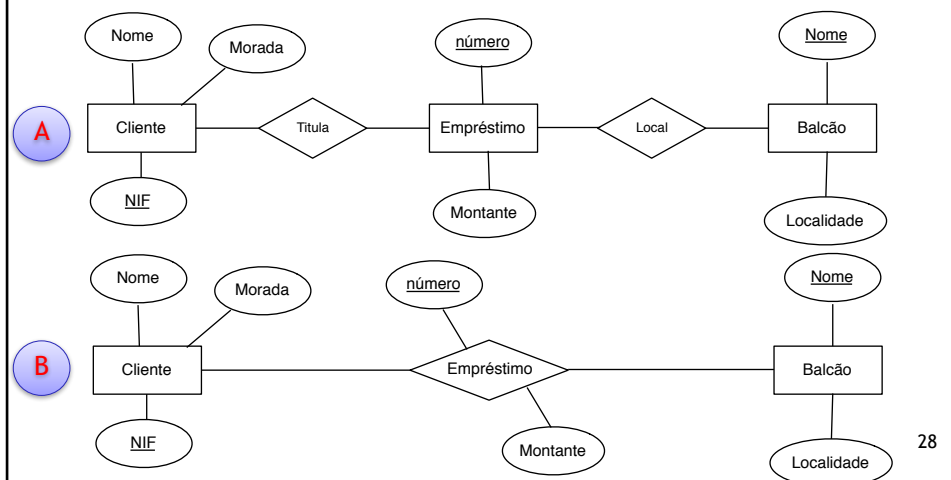 Nome
Morada
número
Nome
A
Cliente
Titula
Empréstimo
Local
Balcão
NIF
Montante
Localidade
Nome
Morada
número
Nome
B
Cliente
Empréstimo
Balcão
NIF
Montante
Localidade
28